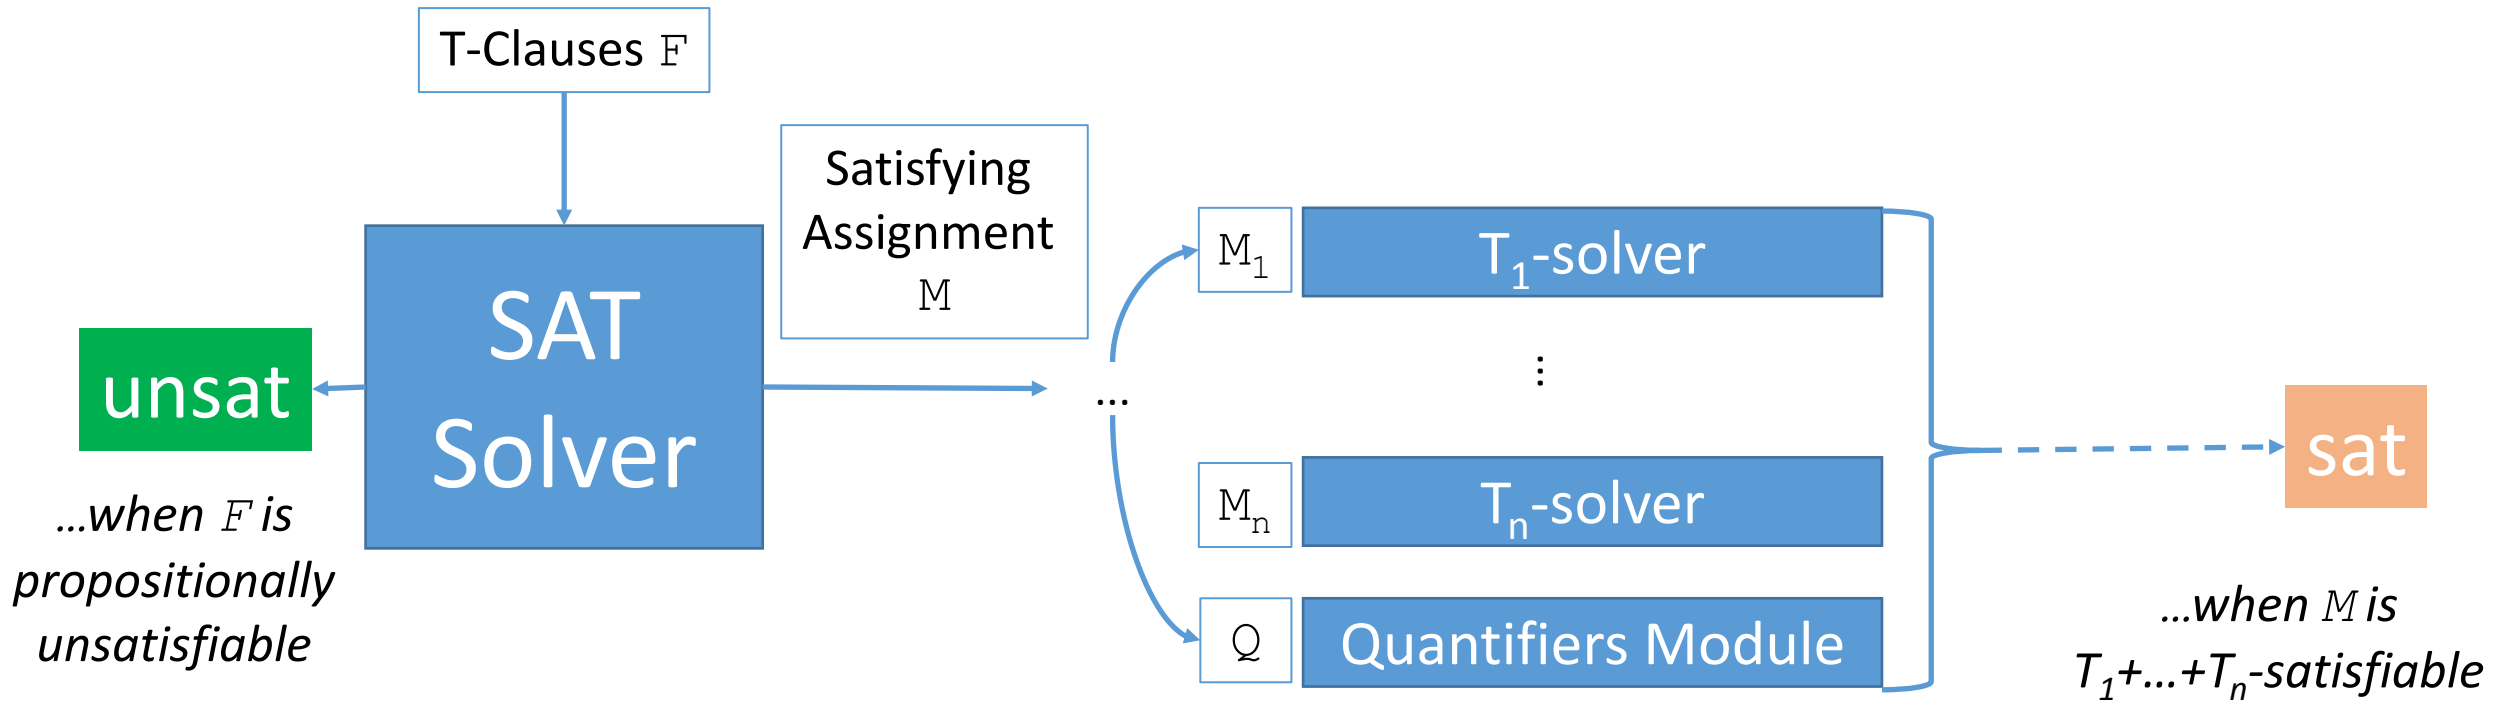 T-Clauses F
Satisfying
Assignment
M
SAT
Solver
unsat
…when F is
propositionally
unsatisfiable
…
M1
T1-solver
…
Mn
Tn-solver
Q
Quantifiers Module
sat
…when M is
T1+…+Tn-satisfiable